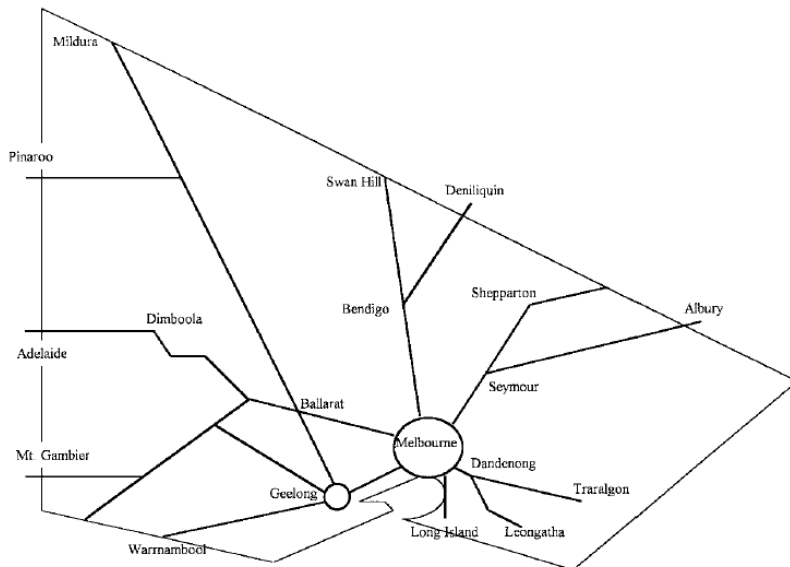 Mildura
Pinaroo
Swan Hill
Deniliquin
Shepparton
Albury
Bendigo
Dimboola
Adelaide
Seymour
Ballarat
Melbourne
Mt. Gambier
Dandenong
Geelong
Traralgon
Long Island
Leongatha
Warrnambool